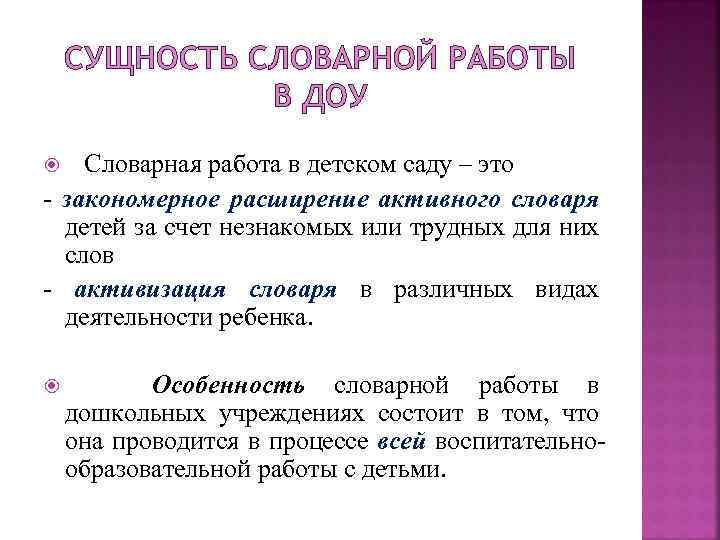 СУЩНОСТЬ СЛОВАРНОЙ РАБОТЫ
В ДОУ
Словарная работа в детском саду – это
- закономерное расширение активного словаря
детей за счет незнакомых или трудных для них
слов
- активизация словаря в различных видах
деятельности ребенка.
Особенность словарной работы в
дошкольных учреждениях состоит в том, что
она проводится в процессе всей воспитательно-
образовательной работы с детьми.